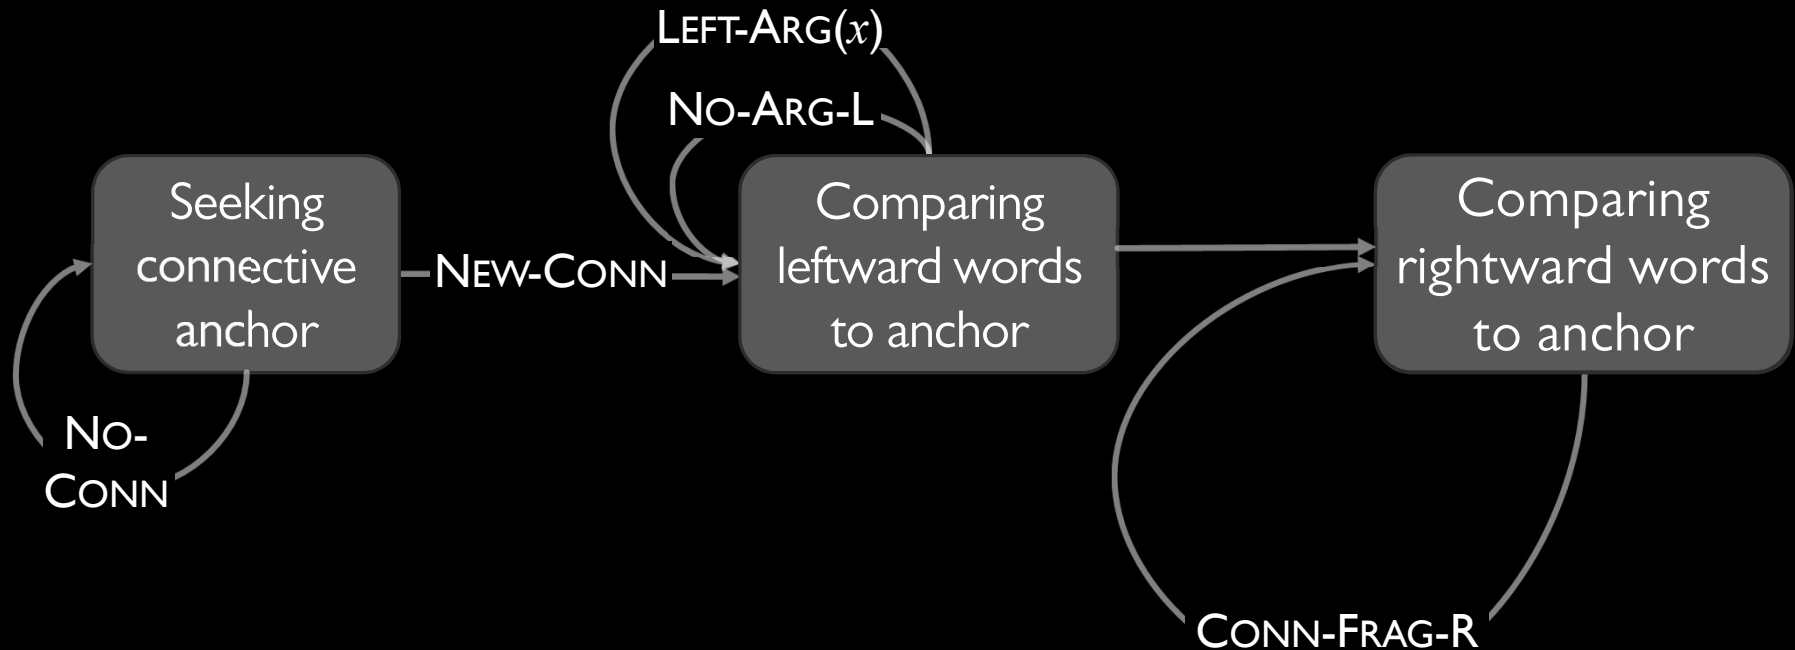 LEFT-ARG(x)
NO-ARG-L
Seeking
connective
anchor
NEW-CONN
Comparing
leftward words
to anchor
Comparing
rightward words
to anchor
NO-
CONN
CONN-FRAG-R